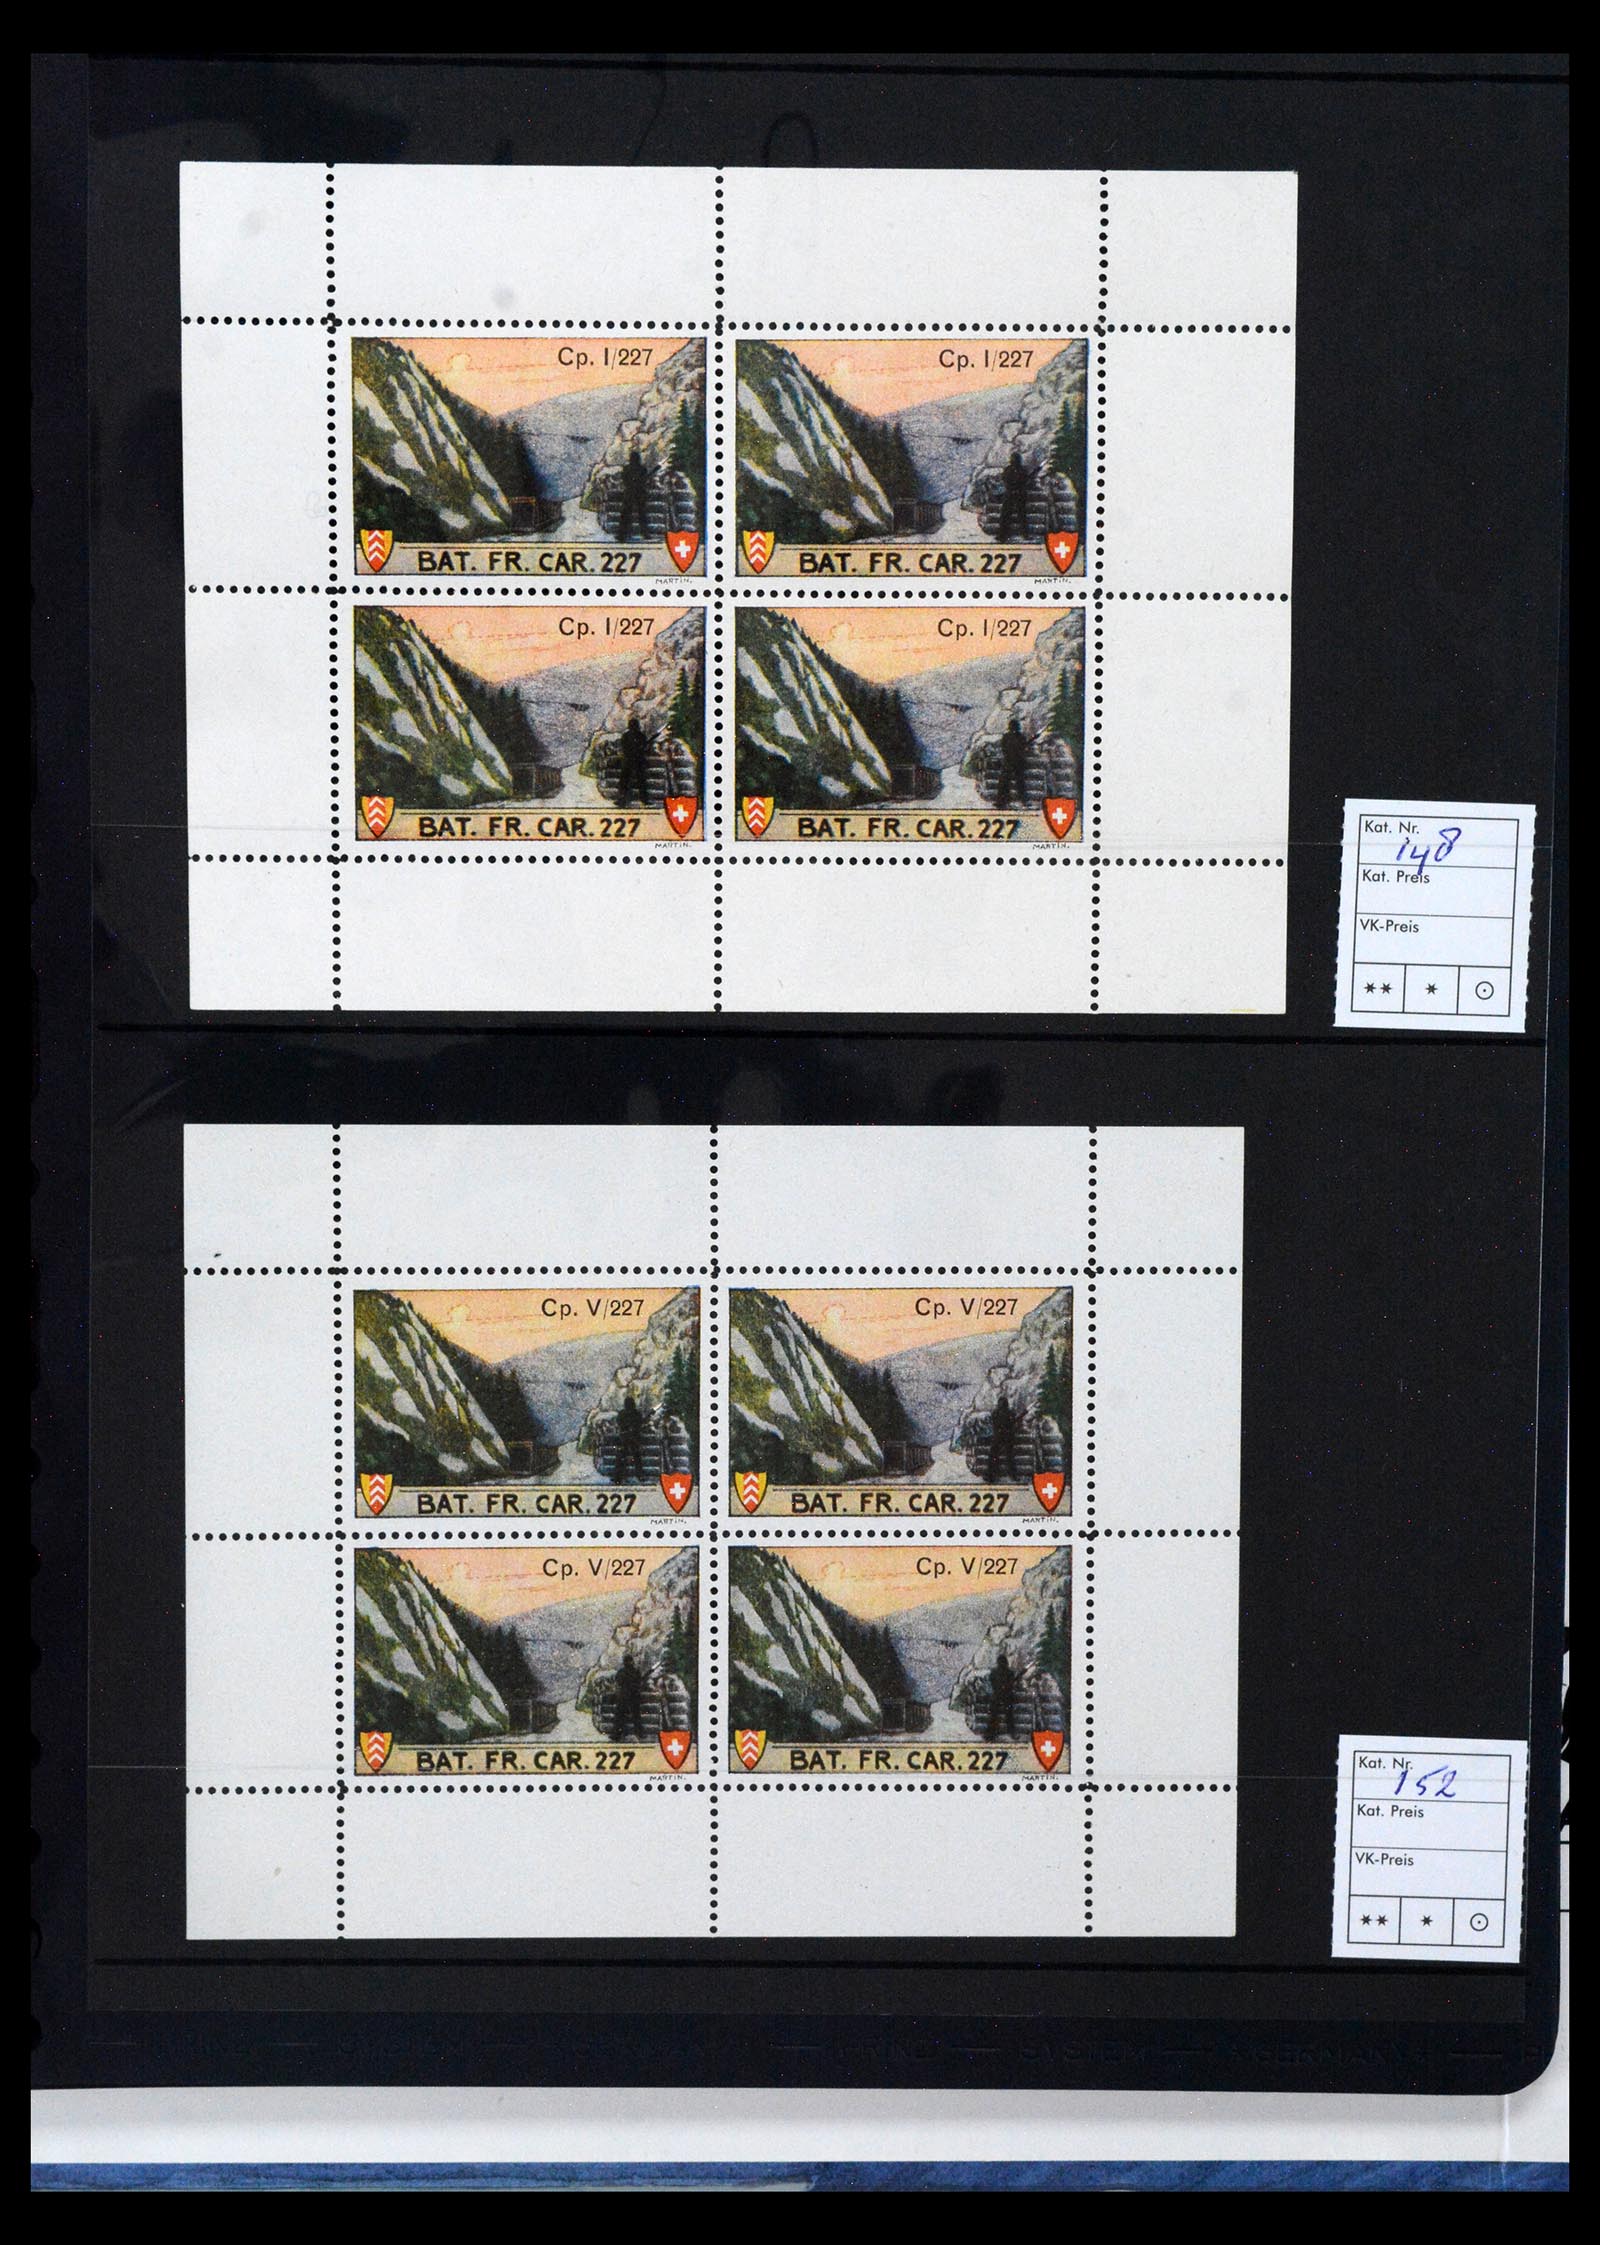 Cp. I/227
Cp. I/227
BAT. FR. CAR. 227
BAT. FR. CAR. 227
MARTIN.
MARTIN.
Cp. I/227
Cp. I/227
BAT. FR. CAR. 227
BAT. FR. CAR. 227
MARTIN.
MARTIN.
Kat. Nr.
148
Kat. Preis
VK-Preis
** * ⊙
Cp. V/227
Cp. V/227
BAT. FR. CAR. 227
BAT. FR. CAR. 227
MARTIN.
MARTIN.
Cp. V/227
Cp. V/227
BAT. FR. CAR. 227
BAT. FR. CAR. 227
MARTIN.
MARTIN.
Kat. Nr.
152
Kat. Preis
VK-Preis
** * ⊙